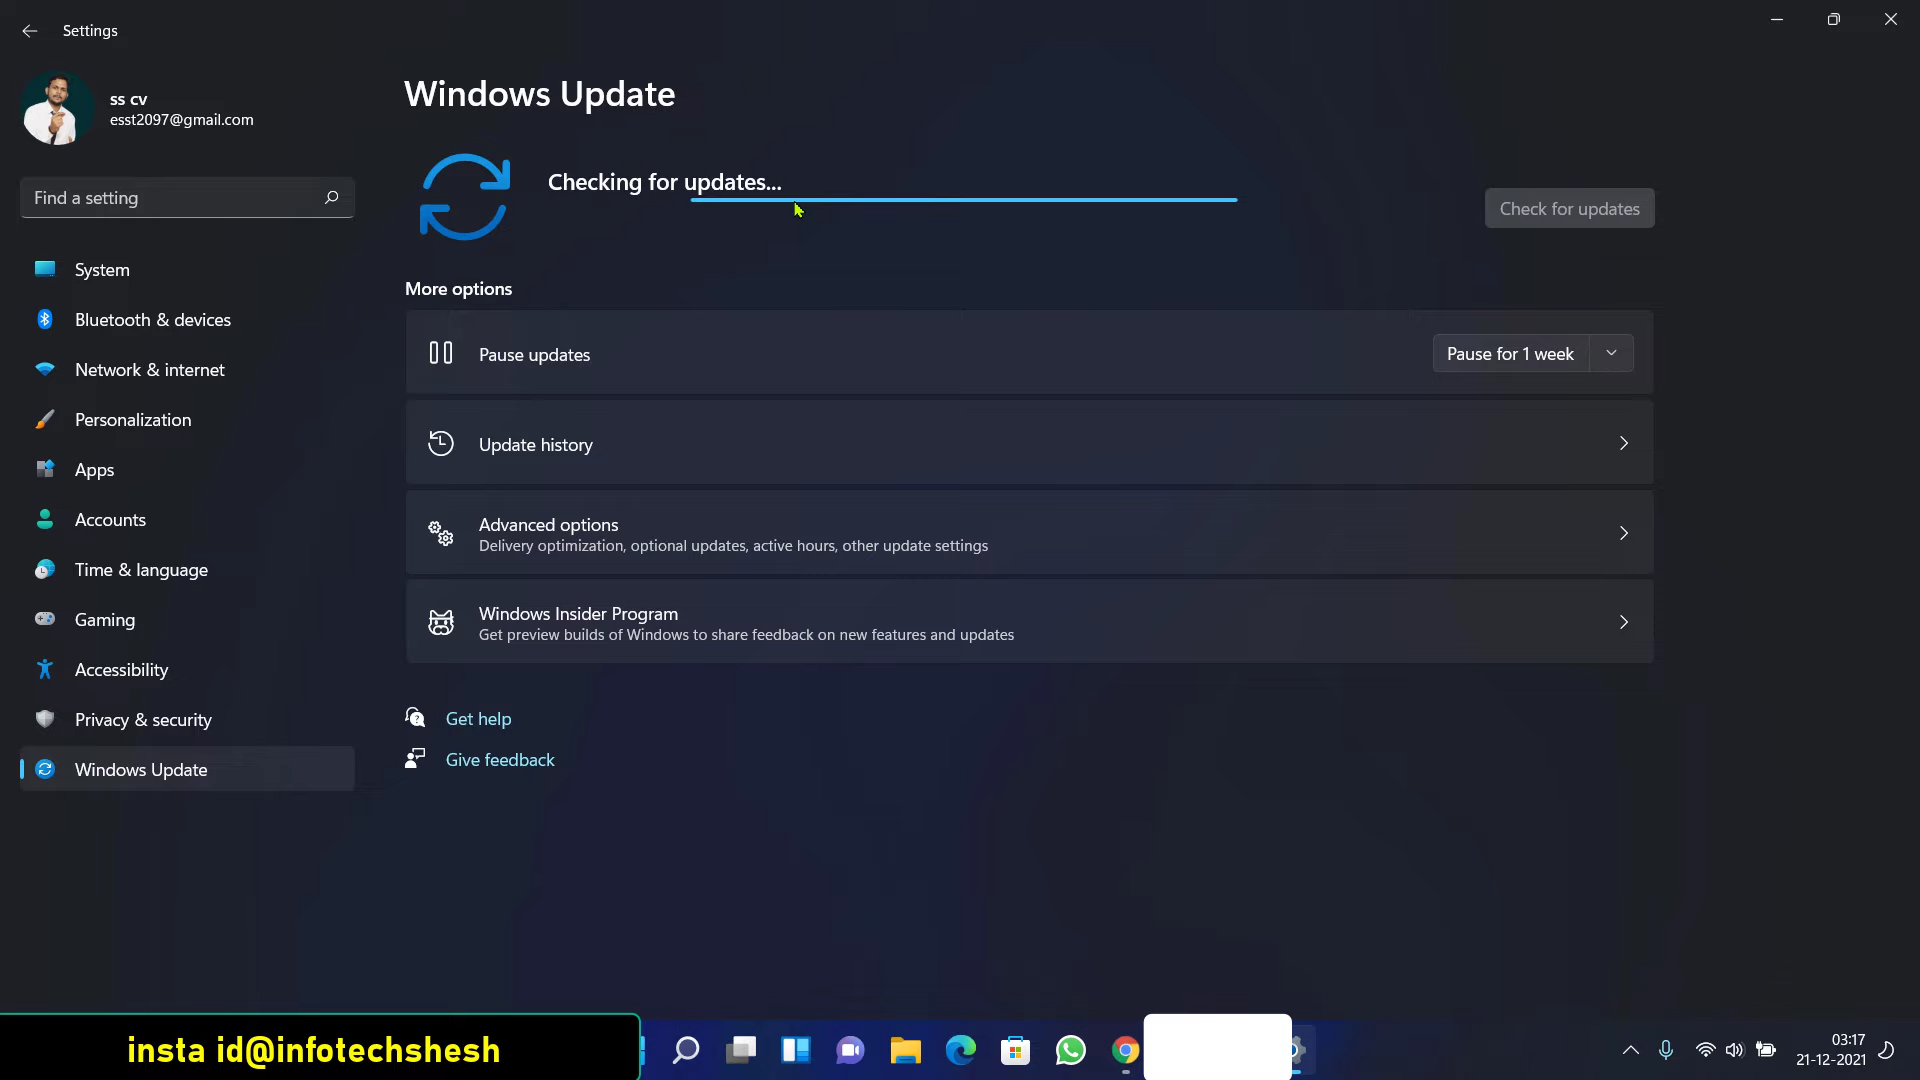 Settings
ss cv
esst2097@gmail.com
Find a setting
System
Bluetooth & devices
Network & internet
Personalization
Apps
Accounts
Time & language
Gaming
Accessibility
Privacy & security
Windows Update
Windows Update
Checking for updates...
Check for updates
More options
Pause updates
Pause for 1 week
Update history
Advanced options
Delivery optimization, optional updates, active hours, other update settings
Windows Insider Program
Get preview builds of Windows to share feedback on new features and updates
Get help
Give feedback
insta id@infotechshesh
03:17
21-12-2021